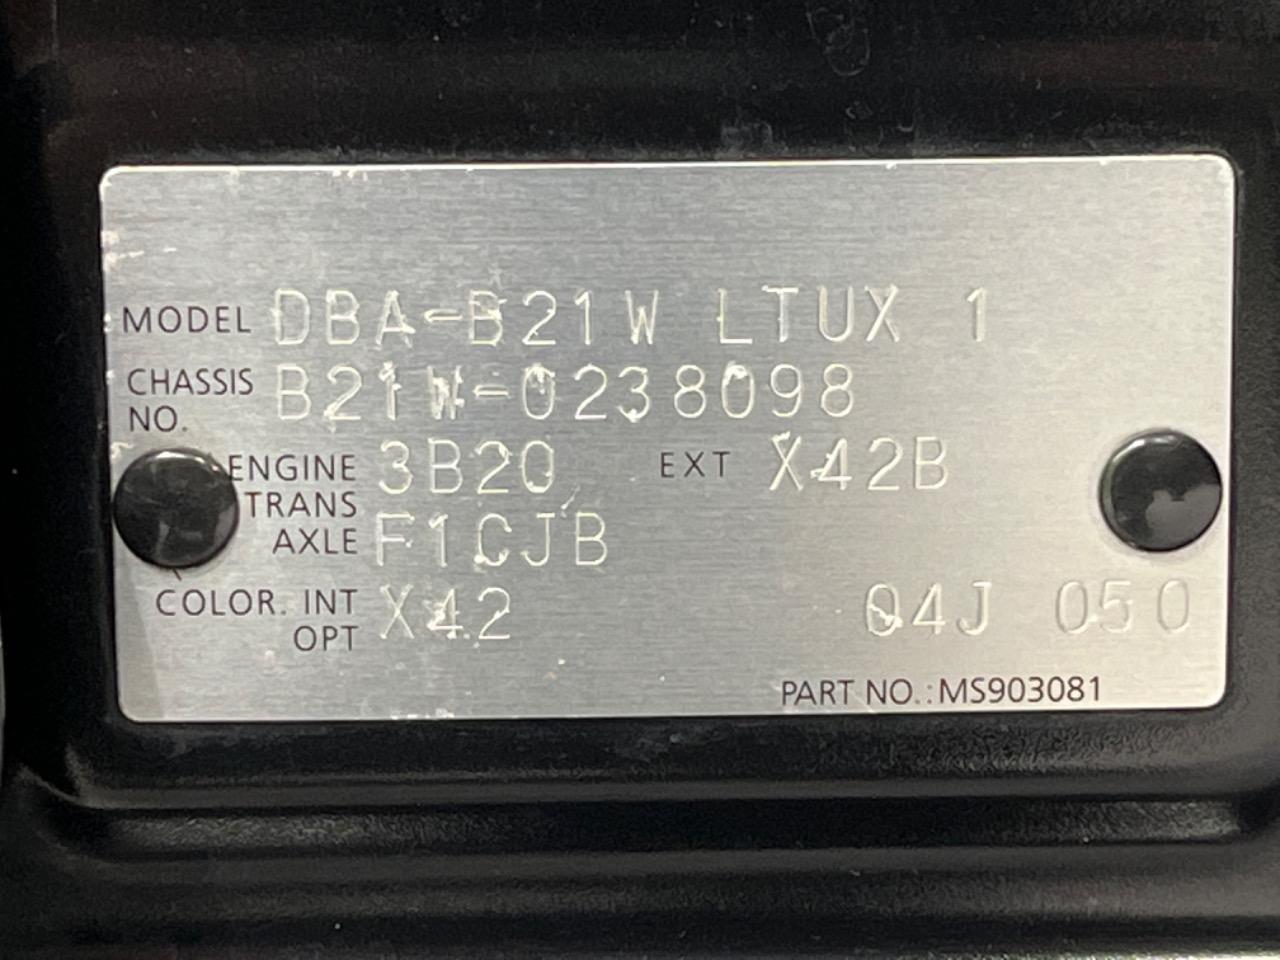 MODEL DBA-B21W LTUX 1
CHASSIS NO. B21W-0238098
ENGINE 3B20 EXT X42B
TRANS AXLE F1CJB
COLOR. INT OPT X42 04J 050
PART NO.:MS903081